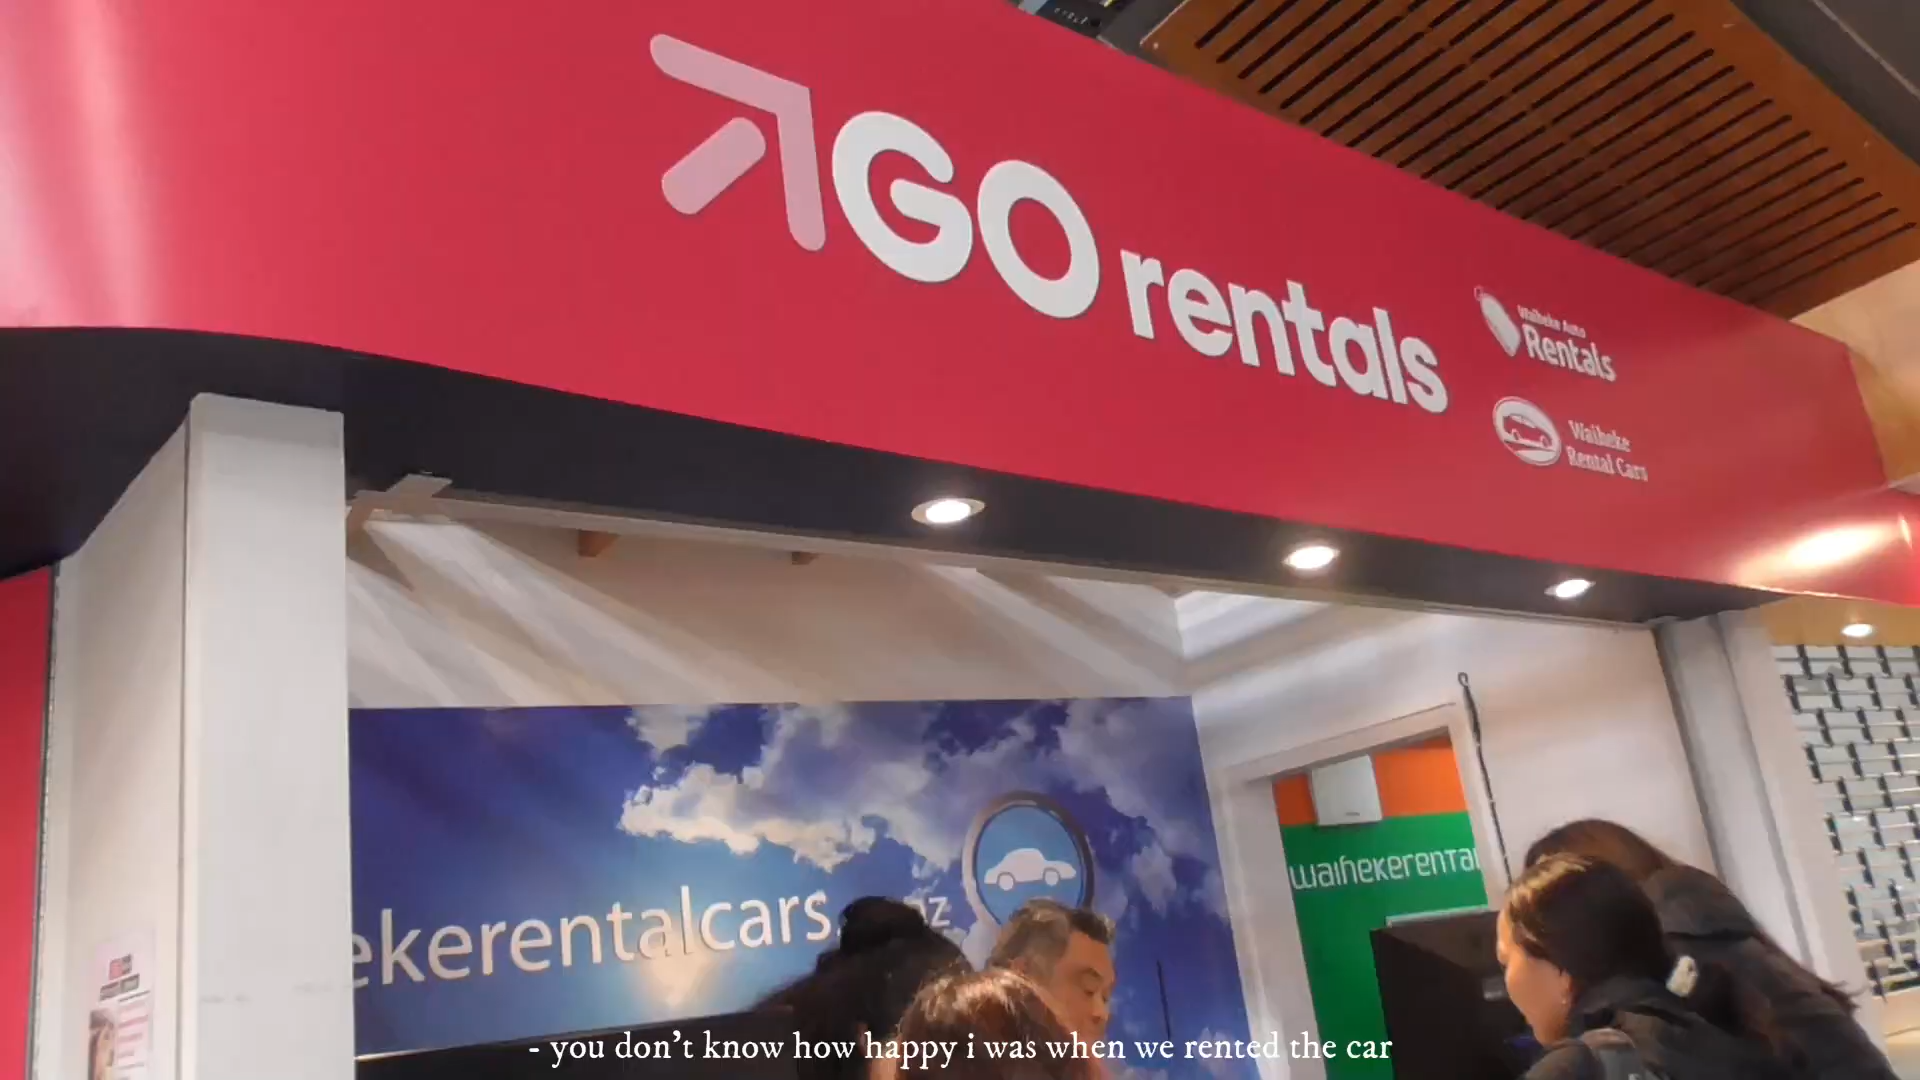 GO rentals
Waiheke Auto
Rentals
Waiheke
Rental Cars
waihekerental
ekerentalcars.
nz
- you don't know how happy i was when we rented the car